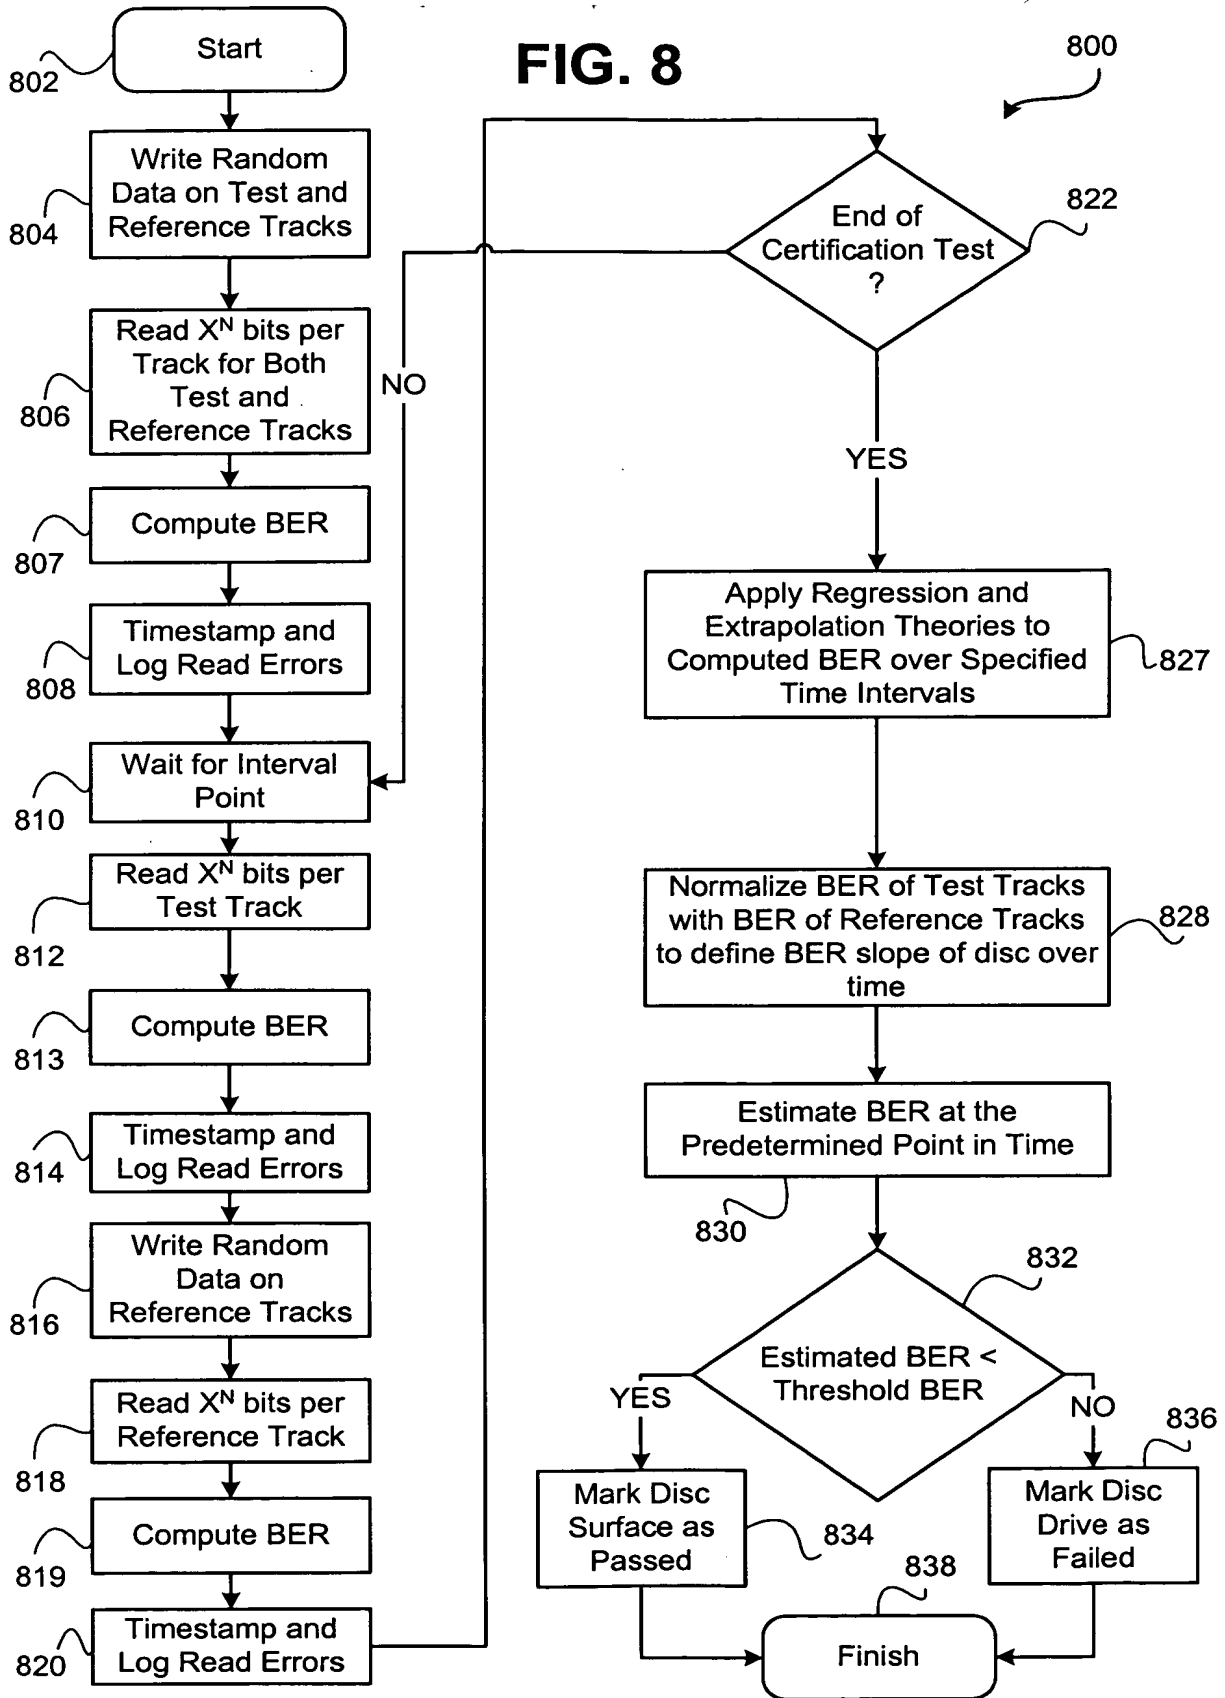 FIG. 8
800
Start
802
Write Random
Data on Test and
Reference Tracks
804
Read X^N bits per
Track for Both
Test and
Reference Tracks
806
Compute BER
807
Timestamp and
Log Read Errors
808
Wait for Interval
Point
810
Read X^N bits per
Test Track
812
Compute BER
813
Timestamp and
Log Read Errors
814
Write Random
Data on
Reference Tracks
816
Read X^N bits per
Reference Track
818
Compute BER
819
Timestamp and
Log Read Errors
820
End of
Certification Test
?
822
NO
YES
Apply Regression and
Extrapolation Theories to
Computed BER over Specified
Time Intervals
827
Normalize BER of Test Tracks
with BER of Reference Tracks
to define BER slope of disc over
time
828
Estimate BER at the
Predetermined Point in Time
830
Estimated BER <
Threshold BER
832
YES
NO
Mark Disc
Surface as
Passed
834
Mark Disc
Drive as
Failed
836
Finish
838